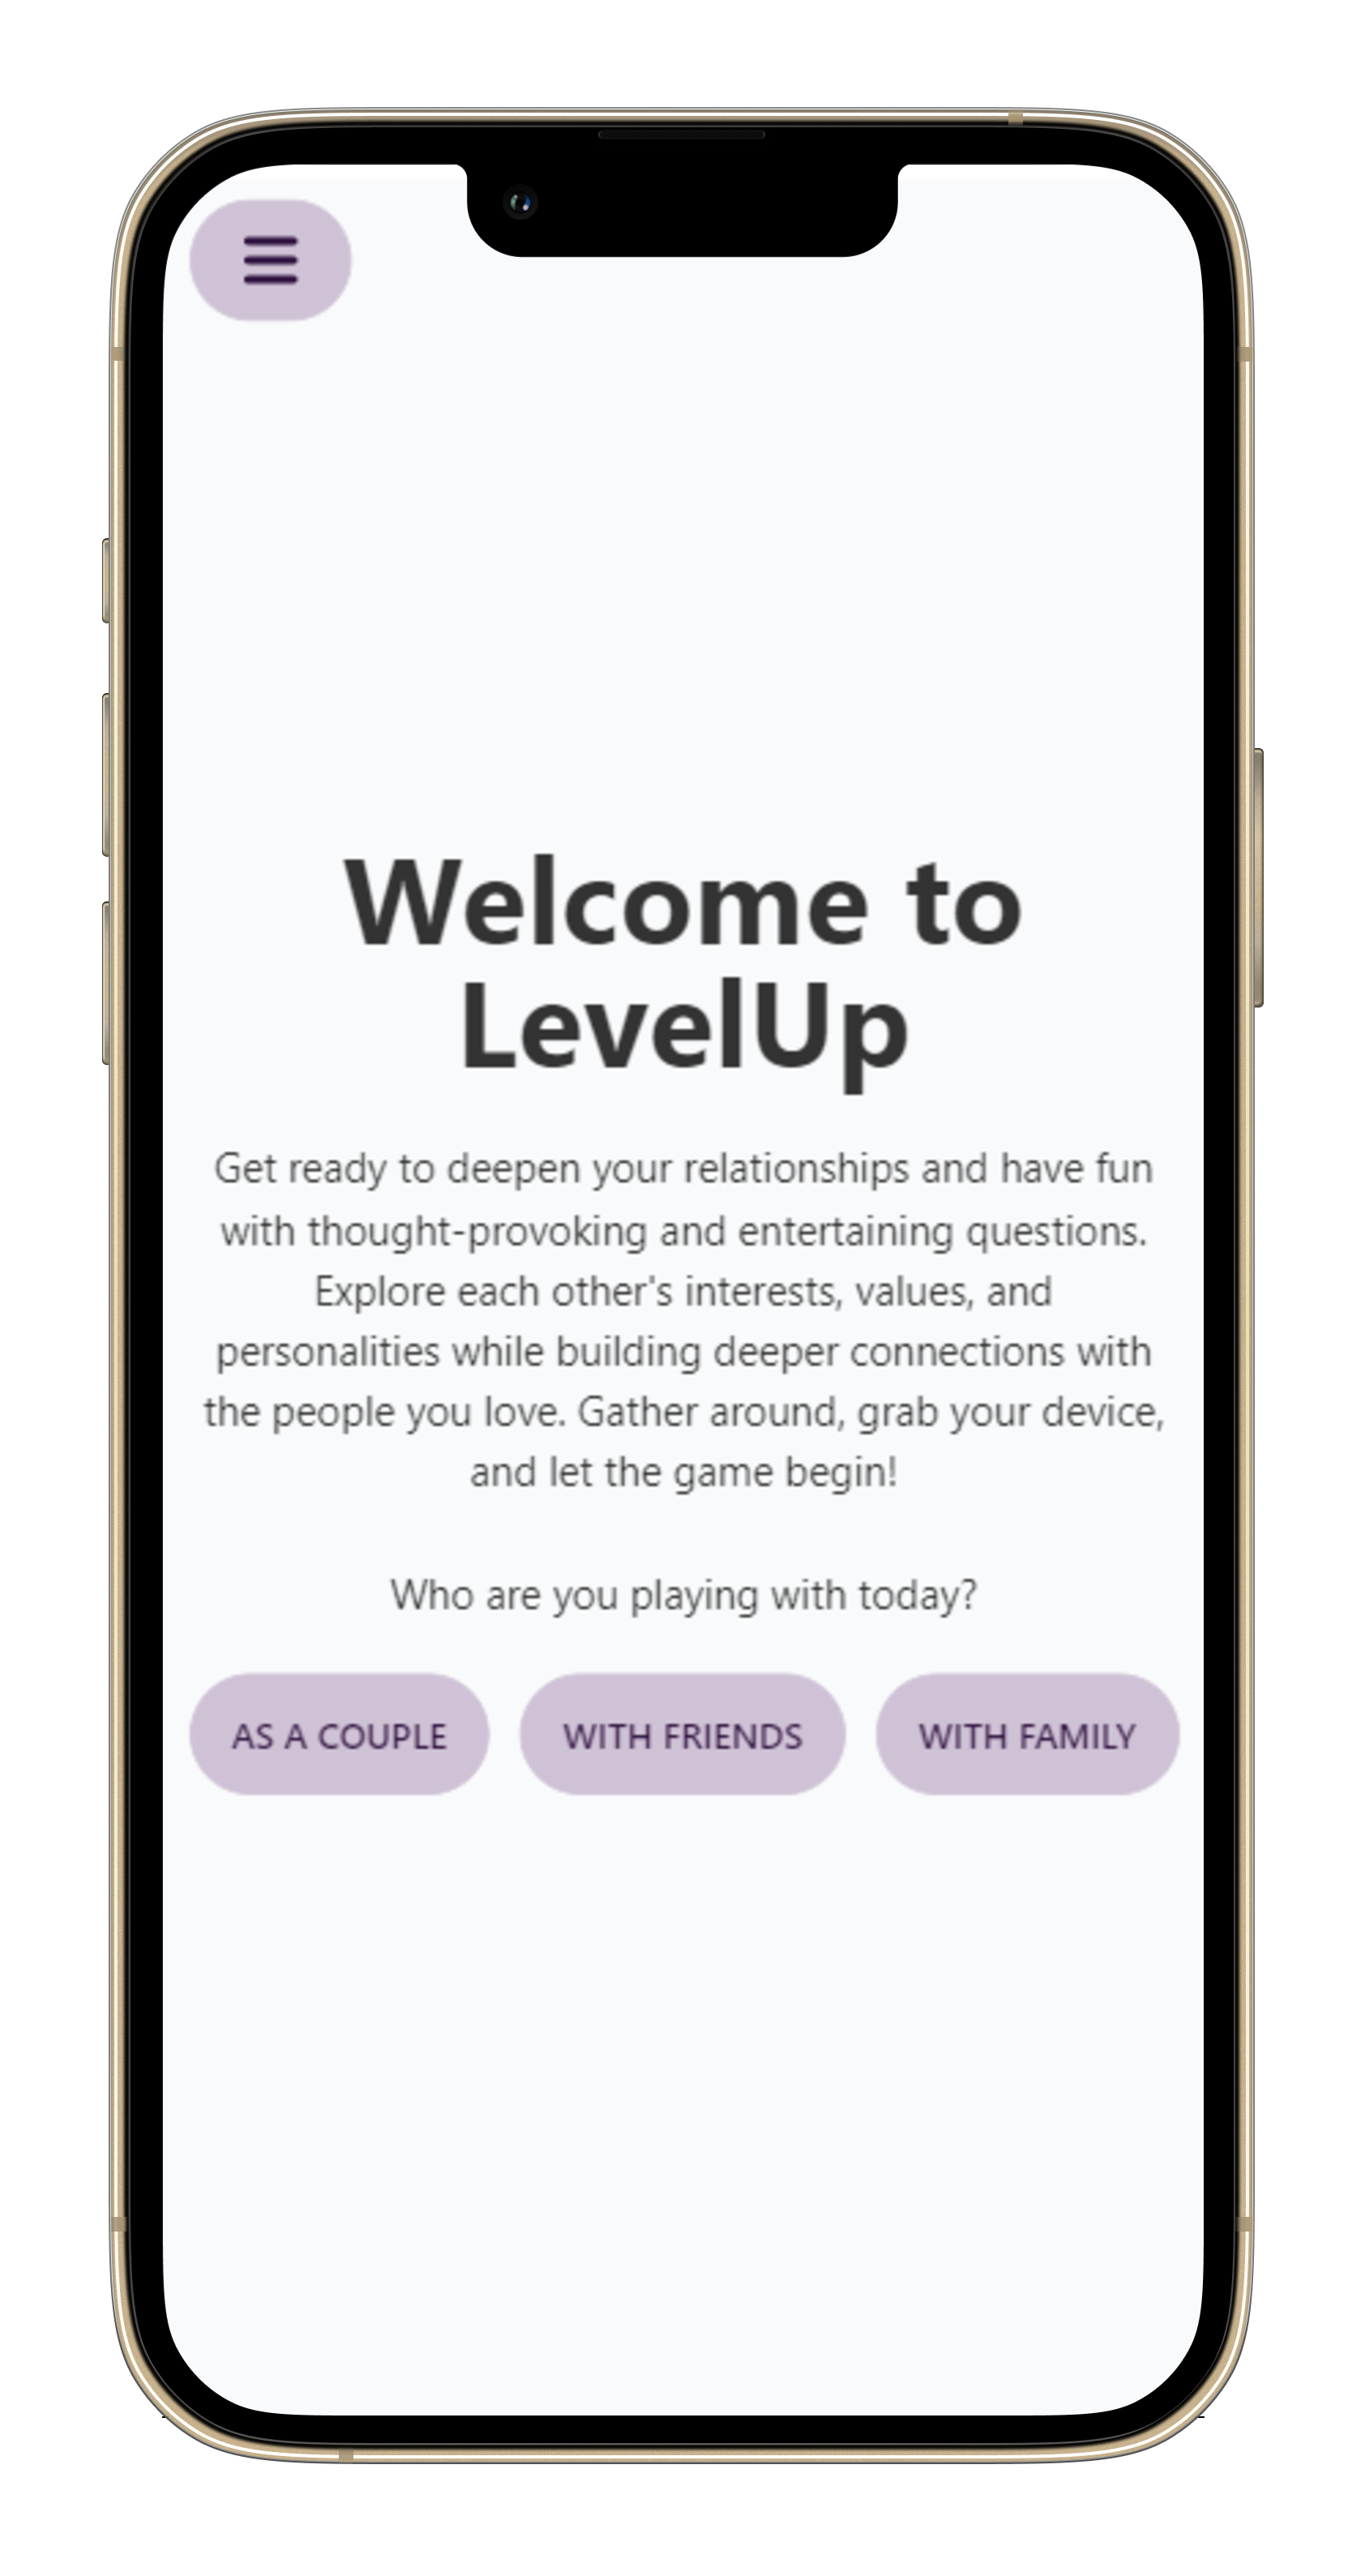 Welcome to
LevelUp
Get ready to deepen your relationships and have fun
with thought-provoking and entertaining questions.
Explore each other's interests, values, and
personalities while building deeper connections with
the people you love. Gather around, grab your device,
and let the game begin!
Who are you playing with today?
AS A COUPLE
WITH FRIENDS
WITH FAMILY